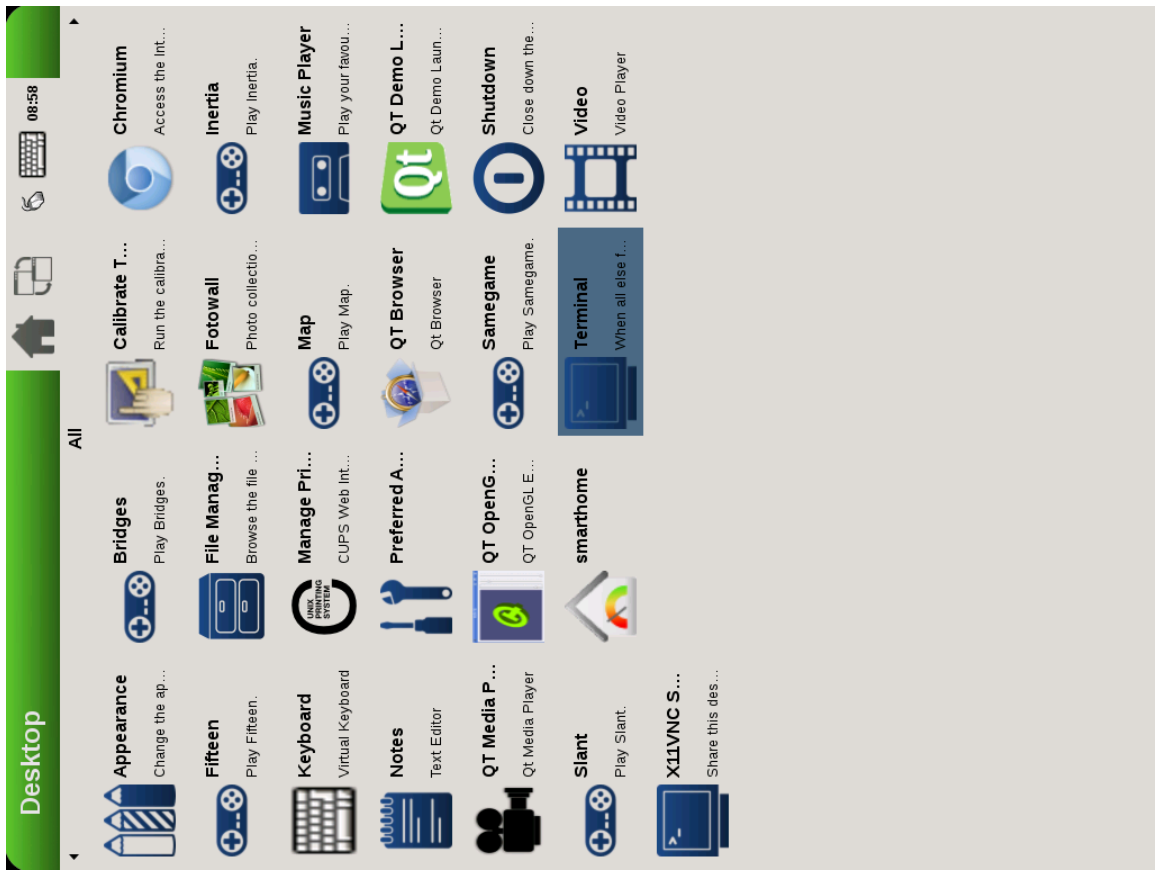 Desktop
08:58
All
Appearance
Change the ap...
Bridges
Play Bridges.
Calibrate T...
Run the calibra...
Chromium
Access the Int...
Fifteen
Play Fifteen.
File Manag...
Browse the file ...
Fotowall
Photo collectio...
Inertia
Play Inertia.
Keyboard
Virtual Keyboard
UNIX
PRINTING
SYSTEM
Manage Pri...
CUPS Web Int...
Map
Play Map.
Music Player
Play your favou...
Notes
Text Editor
Preferred A...
QT Browser
Qt Browser
Qt
QT Demo L...
Qt Demo Laun...
QT Media P...
Qt Media Player
QT OpenG...
QT OpenGL E...
Samegame
Play Samegame.
Shutdown
Close down the...
Slant
Play Slant.
smarthome
Terminal
When all else f...
Video
Video Player
X11VNC S...
Share this des...